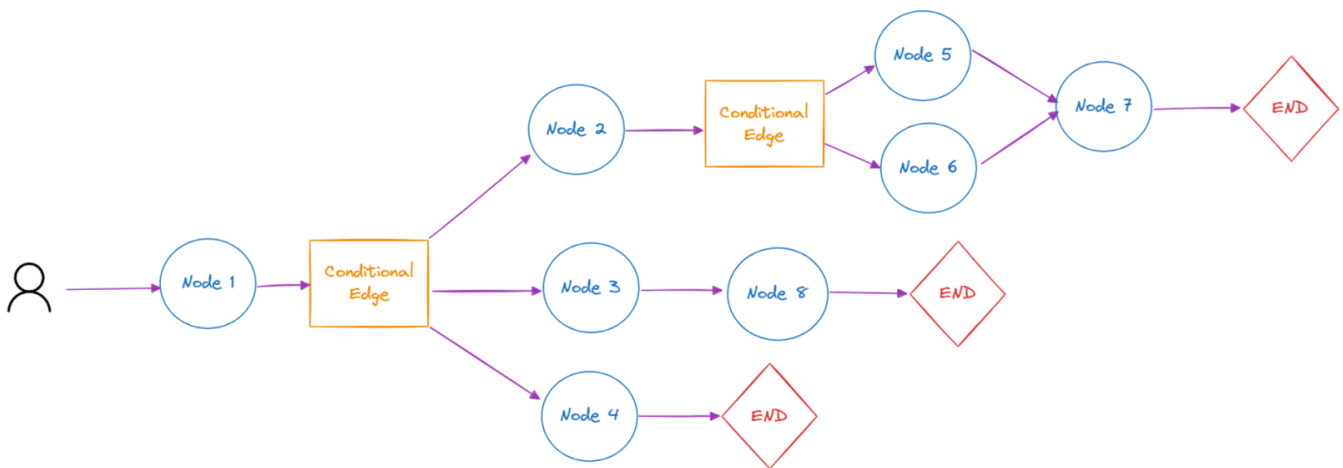 Node 5
Node 7
END
Node 2
Conditional
Edge
Node 6
Node 1
Conditional
Edge
Node 3
Node 8
END
Node 4
END